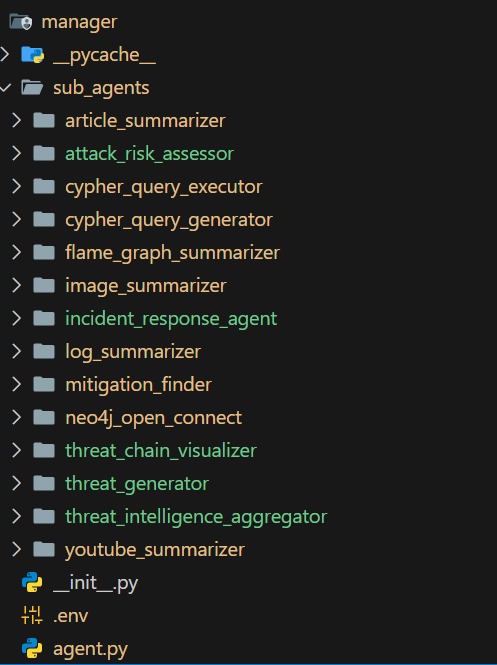 manager
__pycache__
sub_agents
article_summarizer
attack_risk_assessor
cypher_query_executor
cypher_query_generator
flame_graph_summarizer
image_summarizer
incident_response_agent
log_summarizer
mitigation_finder
neo4j_open_connect
threat_chain_visualizer
threat_generator
threat_intelligence_aggregator
youtube_summarizer
__init__.py
.env
agent.py